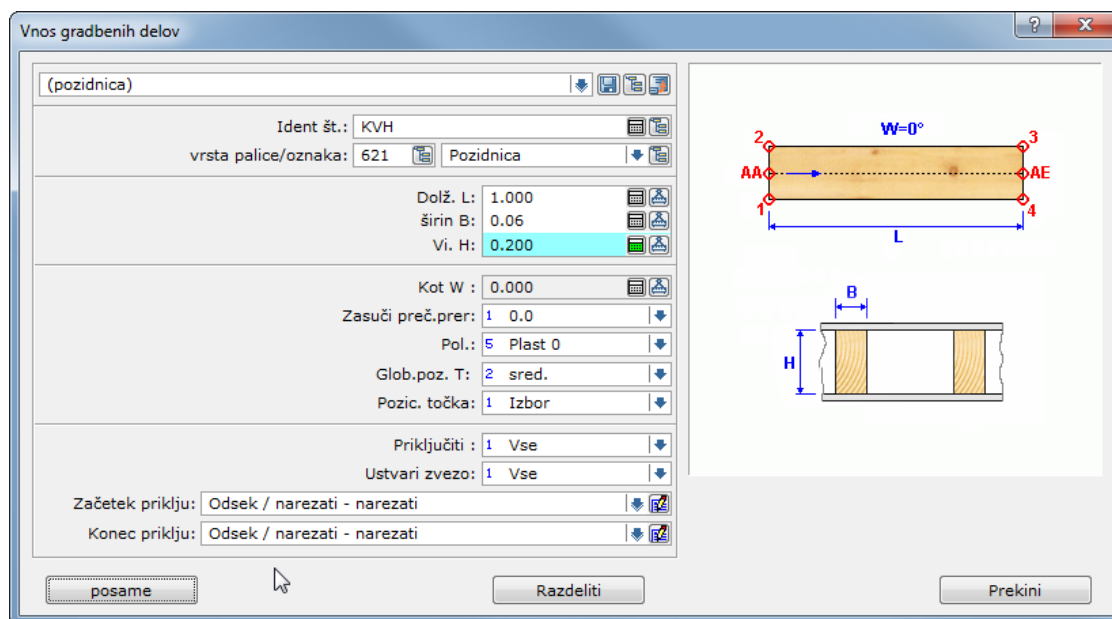 Vnos gradbenih delov
(pozidnica)
Ident št.: KVH
vrsta palice/oznaka: 621 Pozidnica
Dolž. L: 1.000
širin B: 0.06
Vi. H: 0.200
Kot W : 0.000
Zasuči preč.prer: 1 0.0
Pol.: 5 Plast 0
Glob.poz. T: 2 sred.
Pozic. točka: 1 Izbor
Priključiti : 1 Vse
Ustvari zvezo: 1 Vse
Začetek priklju: Odsek / narezati - narezati
Konec priklju: Odsek / narezati - narezati
posame Razdeliti Prekini
W=0°
2 3
AA AE
1 4
L
B
H